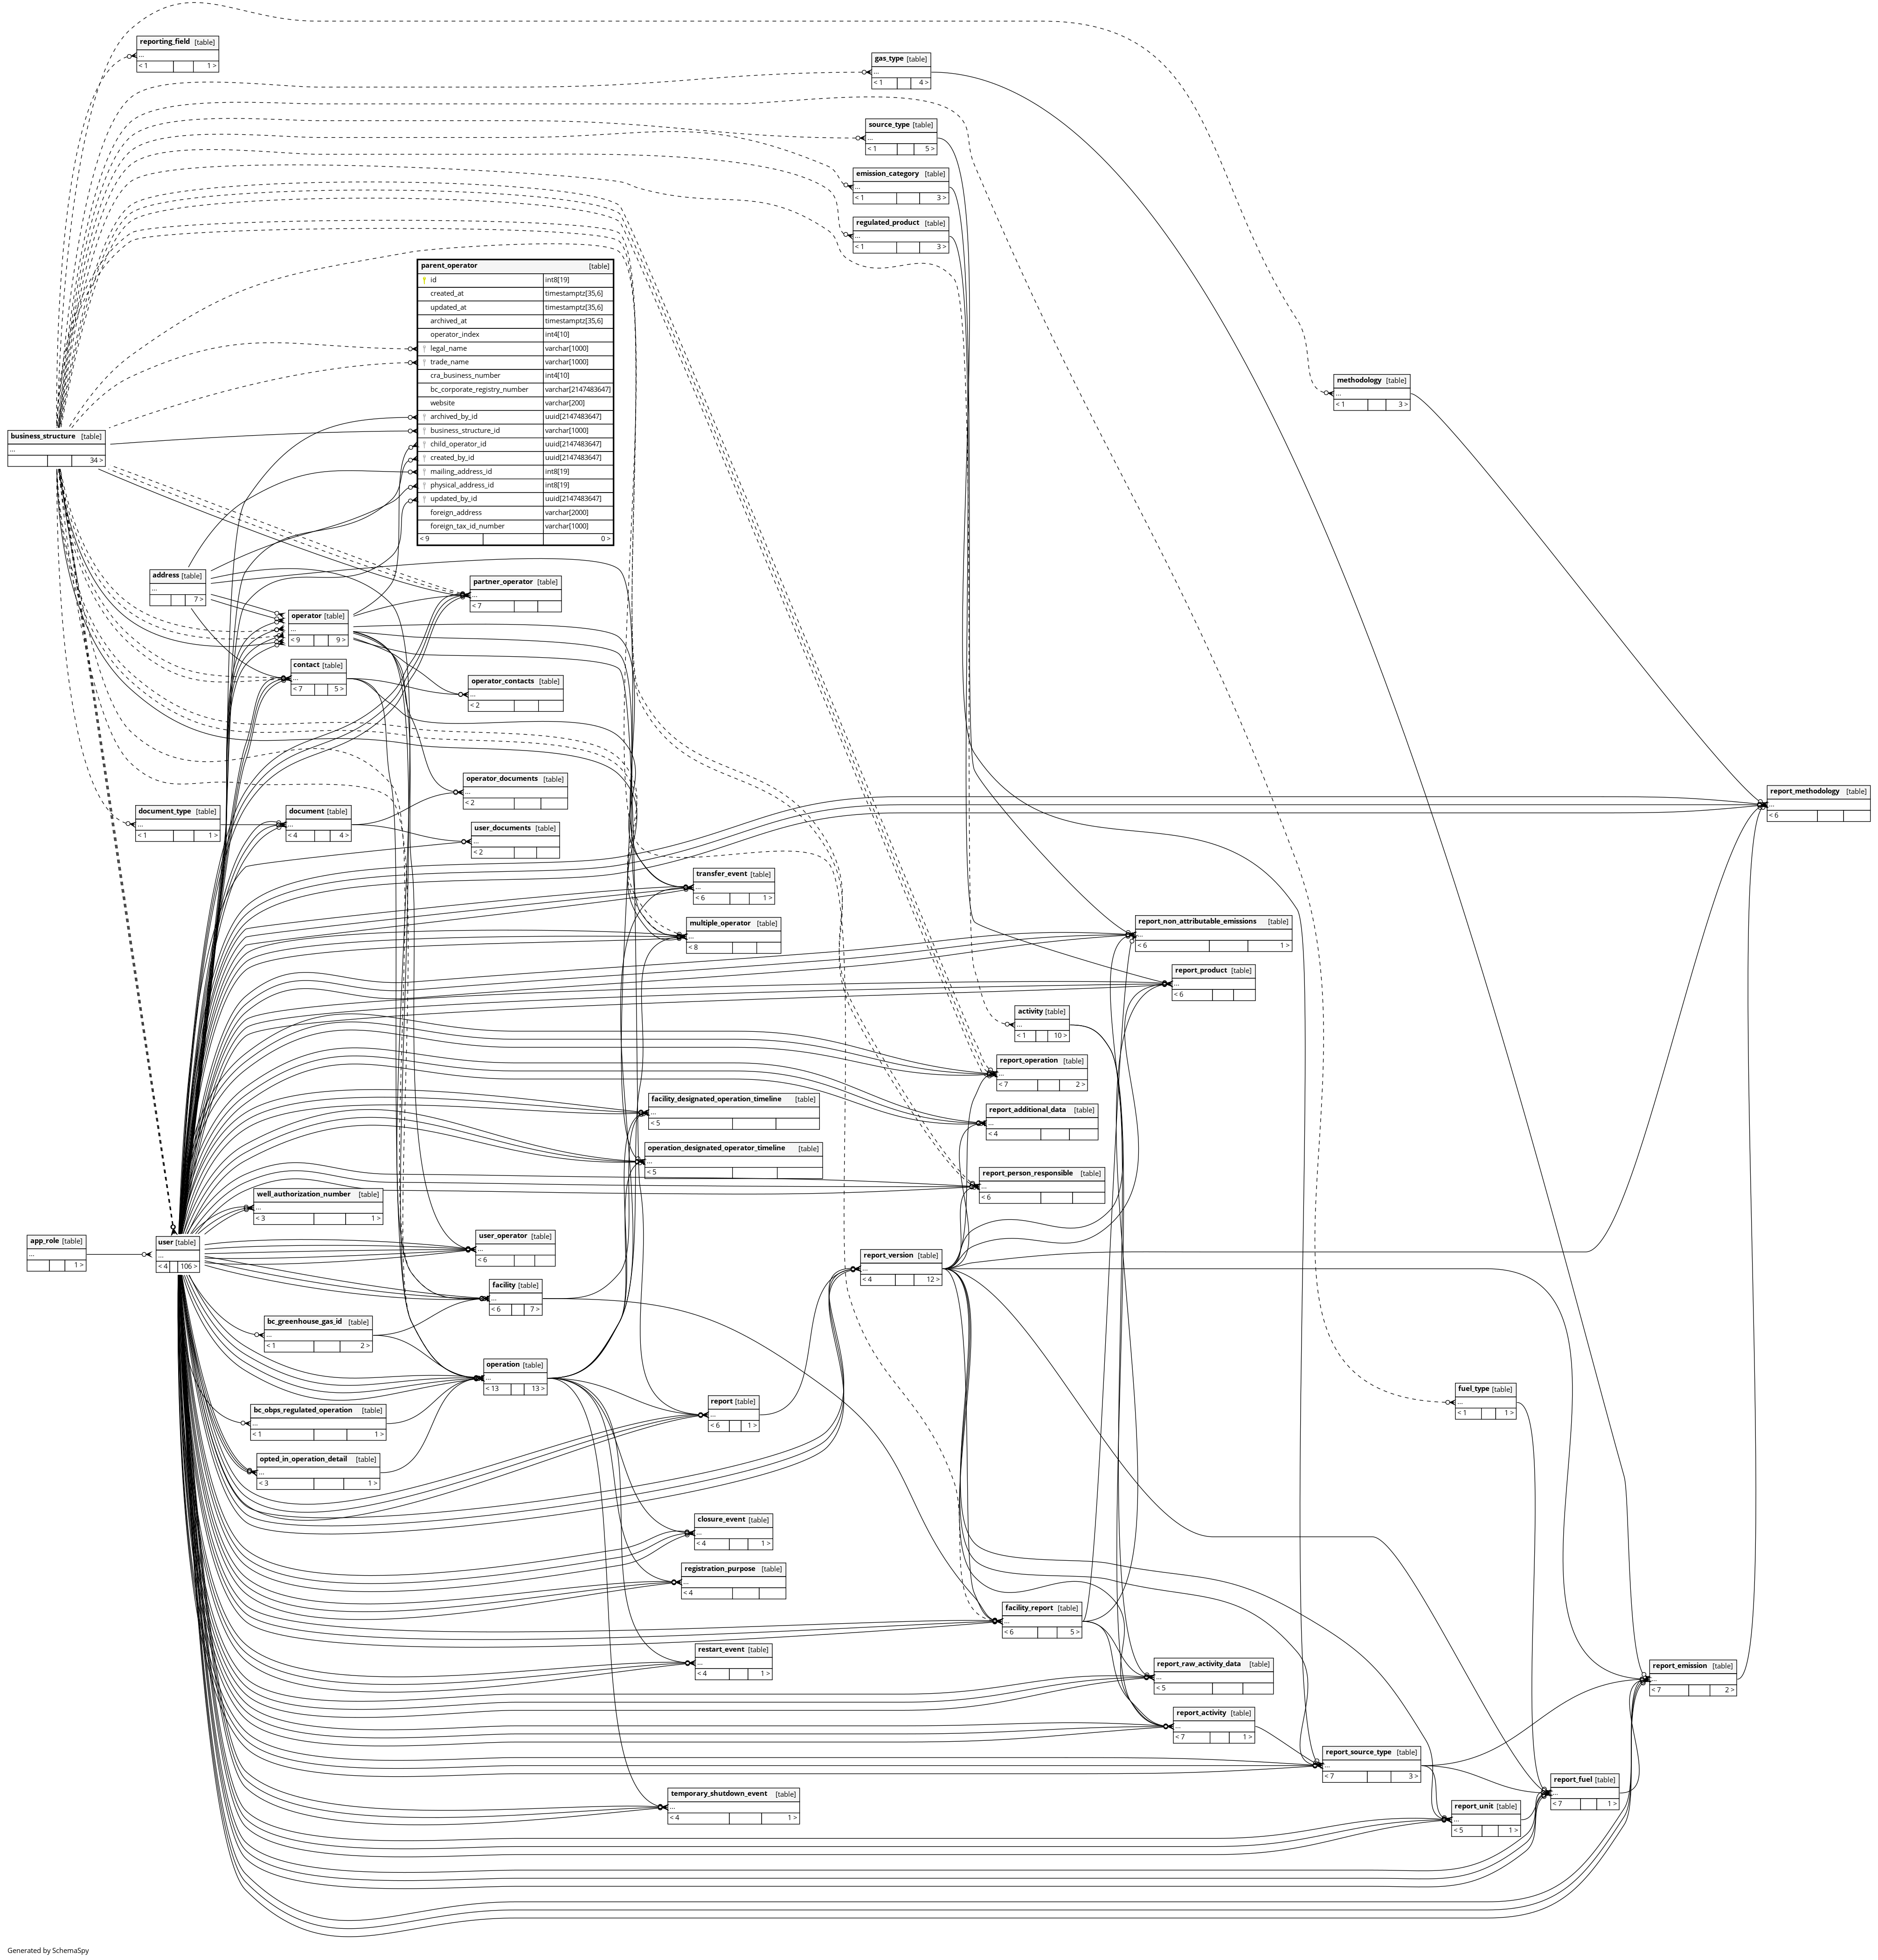 reporting_field [table]
...
< 1 1 >
gas_type [table]
...
< 1 4 >
source_type [table]
...
< 1 5 >
emission_category [table]
...
< 1 3 >
regulated_product [table]
...
< 1 3 >
parent_operator [table]
id int8[19]
created_at timestamptz[35,6]
updated_at timestamptz[35,6]
archived_at timestamptz[35,6]
operator_index int4[10]
legal_name varchar[1000]
trade_name varchar[1000]
cra_business_number int4[10]
bc_corporate_registry_number varchar[2147483647]
website varchar[200]
archived_by_id uuid[2147483647]
business_structure_id varchar[1000]
child_operator_id uuid[2147483647]
created_by_id uuid[2147483647]
mailing_address_id int8[19]
physical_address_id int8[19]
updated_by_id uuid[2147483647]
foreign_address varchar[2000]
foreign_tax_id_number varchar[1000]
< 9 0 >
methodology [table]
...
< 1 3 >
business_structure [table]
...
34 >
address [table]
...
7 >
partner_operator [table]
...
< 7
operator [table]
...
< 9 9 >
contact [table]
...
< 7 5 >
operator_contacts [table]
...
< 2
operator_documents [table]
...
< 2
document_type [table]
...
< 1 1 >
document [table]
...
< 4 4 >
user_documents [table]
...
< 2
report_methodology [table]
...
< 6
transfer_event [table]
...
< 6 1 >
multiple_operator [table]
...
< 8
report_non_attributable_emissions [table]
...
< 6 1 >
report_product [table]
...
< 6
activity [table]
...
< 1 10 >
report_operation [table]
...
< 7 2 >
facility_designated_operation_timeline [table]
...
< 5
report_additional_data [table]
...
< 4
operation_designated_operator_timeline [table]
...
< 5
report_person_responsible [table]
...
< 6
well_authorization_number [table]
...
< 3 1 >
app_role [table]
...
1 >
user [table]
...
< 4 106 >
user_operator [table]
...
< 6
report_version [table]
...
< 4 12 >
facility [table]
...
< 6 7 >
bc_greenhouse_gas_id [table]
...
< 1 2 >
operation [table]
...
< 13 13 >
fuel_type [table]
...
< 1 1 >
report [table]
...
< 6 1 >
bc_obps_regulated_operation [table]
...
< 1 1 >
opted_in_operation_detail [table]
...
< 3 1 >
closure_event [table]
...
< 4 1 >
registration_purpose [table]
...
< 4
facility_report [table]
...
< 6 5 >
restart_event [table]
...
< 4 1 >
report_raw_activity_data [table]
...
< 5
report_emission [table]
...
< 7 2 >
report_activity [table]
...
< 7 1 >
report_source_type [table]
...
< 7 3 >
report_fuel [table]
...
< 7 1 >
temporary_shutdown_event [table]
...
< 4 1 >
report_unit [table]
...
< 5 1 >
Generated by SchemaSpy